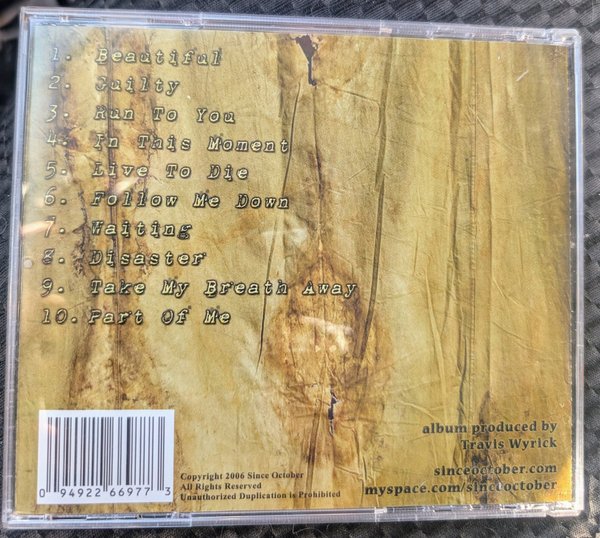 1. Beautiful
2. Guilty
3. Run To You
4. In This Moment
5. Live To Die
6. Follow Me Down
7. Waiting
8. Disaster
9. Take My Breath Away
10. Part Of Me
album produced by
Travis Wyrick
sinceoctober.com
myspace.com/sinceoctober
Copyright 2006 Since October
All Rights Reserved
Unauthorized Duplication is Prohibited
0 94922 66977 3